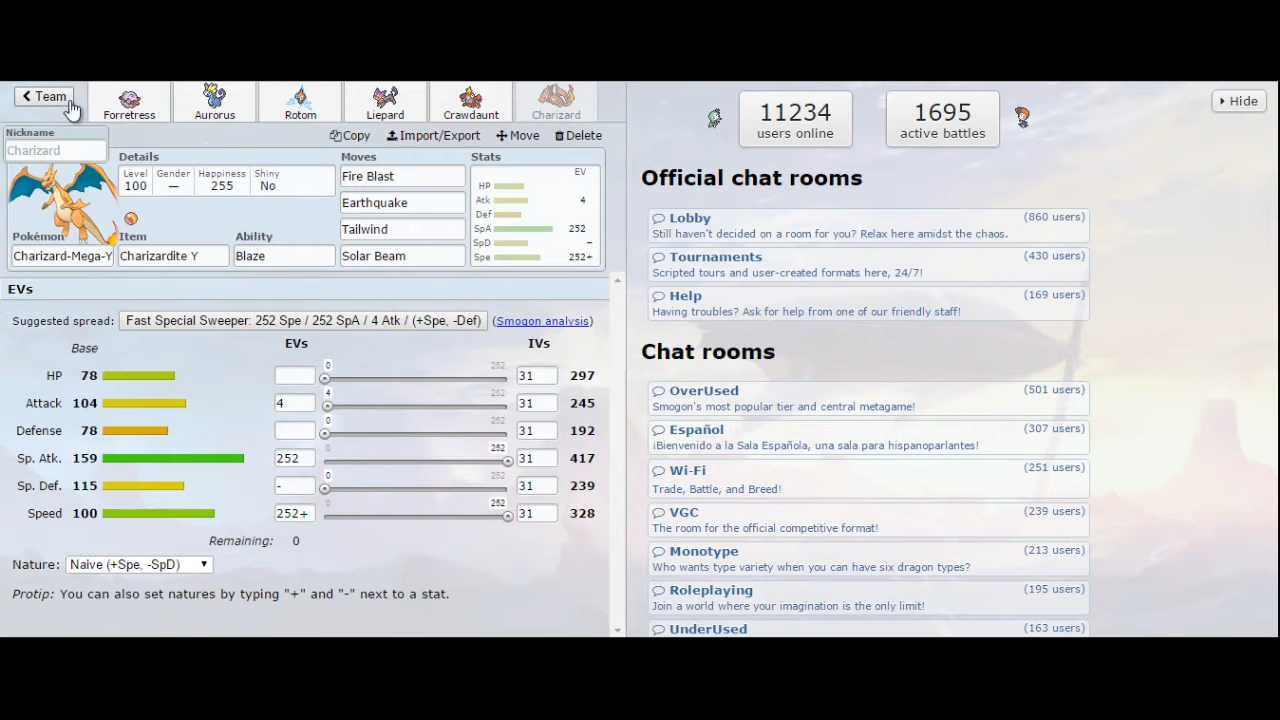 Team
Forretress
Aurorus
Rotom
Liepard
Crawdaunt
Charizard
Hide
11234
users online
1695
active battles
Copy
Import/Export
Move
Delete
Nickname
Charizard
Details
Level
100
Gender
—
Happiness
255
Shiny
No
Moves
Fire Blast
Earthquake
Tailwind
Solar Beam
Stats
EV
HP
Atk 4
Def
SpA 252
SpD –
Spe 252+
Pokémon
Charizard-Mega-Y
Item
Charizardite Y
Ability
Blaze
EVs
Suggested spread: Fast Special Sweeper: 252 Spe / 252 SpA / 4 Atk / (+Spe, -Def) (Smogon analysis)
Base EVs IVs
HP 78 0 252 31 297
Attack 104 4 4 252 31 245
Defense 78 0 252 31 192
Sp. Atk. 159 252 0 252 31 417
Sp. Def. 115 - 0 252 31 239
Speed 100 252+ 0 252 31 328
Remaining: 0
Nature: Naive (+Spe, -SpD)
Protip: You can also set natures by typing "+" and "-" next to a stat.
Official chat rooms
Lobby (860 users)
Still haven't decided on a room for you? Relax here amidst the chaos.
Tournaments (430 users)
Scripted tours and user-created formats here, 24/7!
Help (169 users)
Having troubles? Ask for help from one of our friendly staff!
Chat rooms
OverUsed (501 users)
Smogon's most popular tier and central metagame!
Español (307 users)
¡Bienvenido a la Sala Española, una sala para hispanoparlantes!
Wi-Fi (251 users)
Trade, Battle, and Breed!
VGC (239 users)
The room for the official competitive format!
Monotype (213 users)
Who wants type variety when you can have six dragon types?
Roleplaying (195 users)
Join a world where your imagination is the only limit!
UnderUsed (163 users)